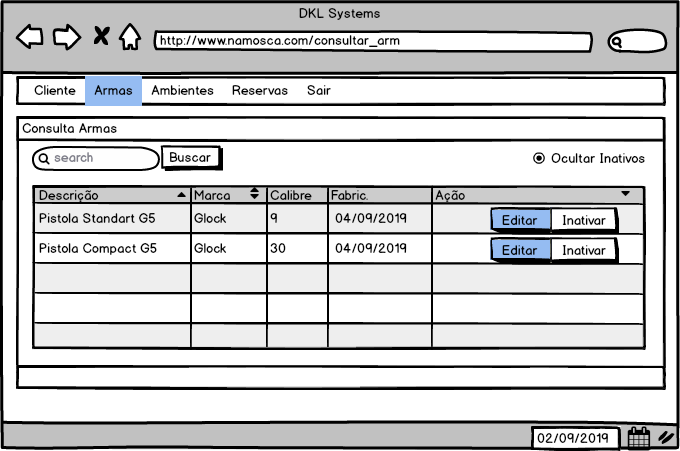 DKL Systems
http://www.namosca.com/consultar_arm
Cliente Armas Ambientes Reservas Sair
Consulta Armas
search Buscar Ocultar Inativos
Descrição Marca Calibre Fabric. Ação
Pistola Standart G5 Glock 9 04/09/2019 Editar Inativar
Pistola Compact G5 Glock 30 04/09/2019 Editar Inativar
02/09/2019